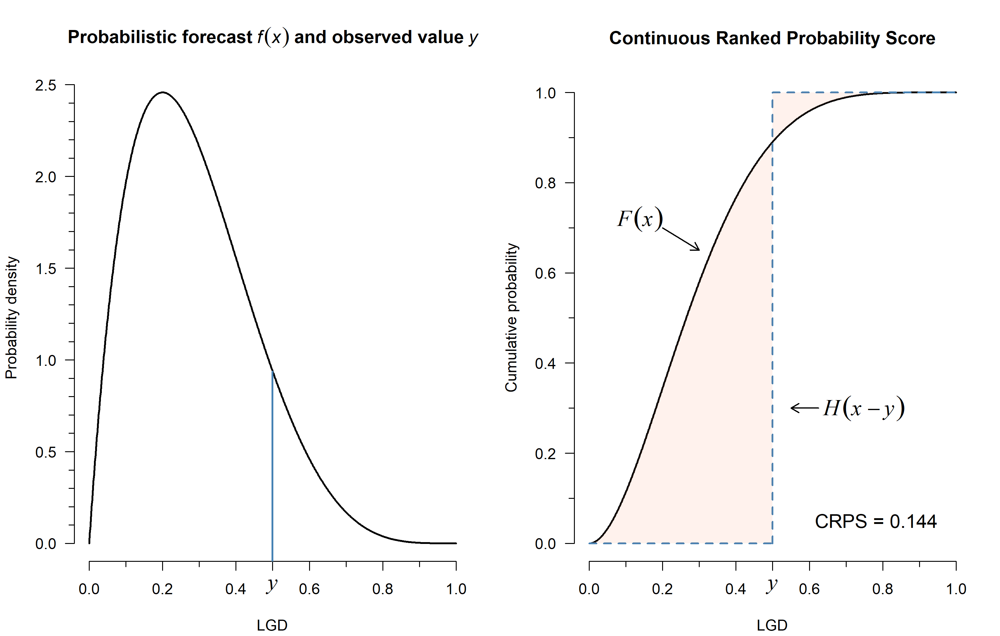 Probabilistic forecast f(x) and observed value y
Probability density
2.5
2.0
1.5
1.0
0.5
0.0
0.0 0.2 0.4 y 0.6 0.8 1.0
LGD
Continuous Ranked Probability Score
Cumulative probability
1.0
0.8
0.6
0.4
0.2
0.0
F(x)
H(x − y)
CRPS = 0.144
0.0 0.2 0.4 y 0.6 0.8 1.0
LGD